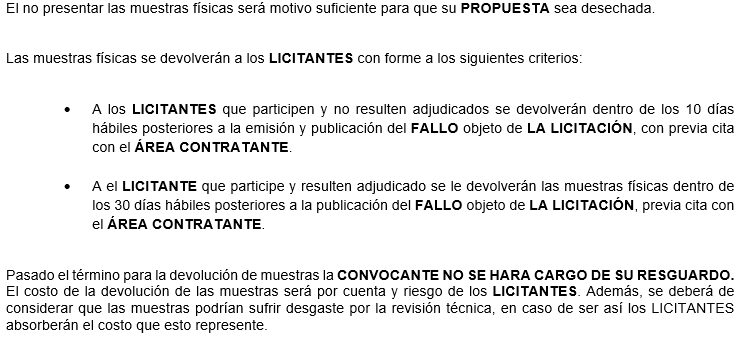 El no presentar las muestras físicas será motivo suficiente para que su PROPUESTA sea desechada.
Las muestras físicas se devolverán a los LICITANTES con forme a los siguientes criterios:
• A los LICITANTES que participen y no resulten adjudicados se devolverán dentro de los 10 días
hábiles posteriores a la emisión y publicación del FALLO objeto de LA LICITACIÓN, con previa cita
con el ÁREA CONTRATANTE.
• A el LICITANTE que participe y resulten adjudicado se le devolverán las muestras físicas dentro de
los 30 días hábiles posteriores a la publicación del FALLO objeto de LA LICITACIÓN, previa cita con
el ÁREA CONTRATANTE.
Pasado el término para la devolución de muestras la CONVOCANTE NO SE HARA CARGO DE SU RESGUARDO.
El costo de la devolución de las muestras será por cuenta y riesgo de los LICITANTES. Además, se deberá de
considerar que las muestras podrían sufrir desgaste por la revisión técnica, en caso de ser así los LICITANTES
absorberán el costo que esto represente.